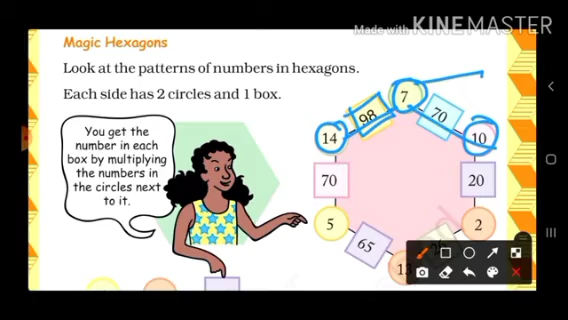 Made with KINEMASTER
Magic Hexagons
Look at the patterns of numbers in hexagons.
Each side has 2 circles and 1 box.
You get the
number in each
box by multiplying
the numbers in
the circles next
to it.
7
98
70
14
10
70
20
5
2
65